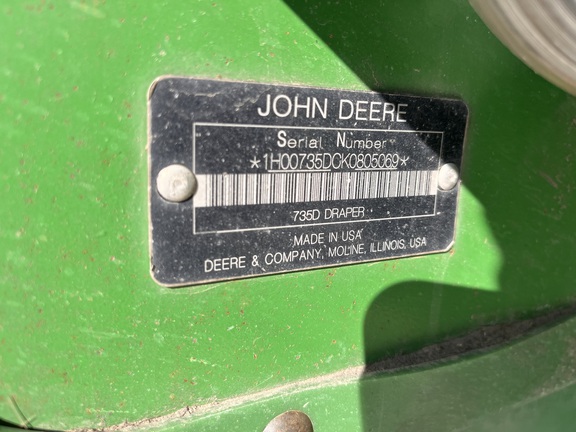 JOHN DEERE
Serial Number
*1H00735DCK0805069*
735D DRAPER
MADE IN USA
DEERE & COMPANY, MOLINE, ILLINOIS, USA